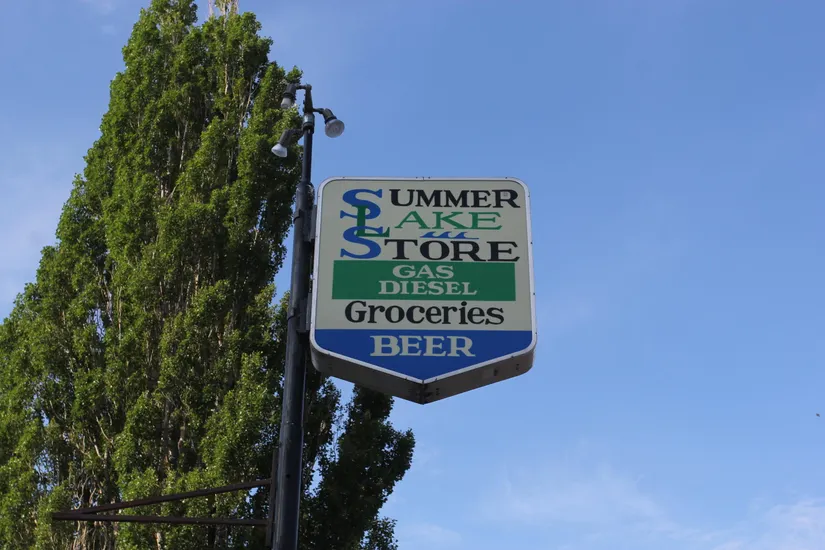 SUMMER
LAKE
STORE
GAS
DIESEL
Groceries
BEER